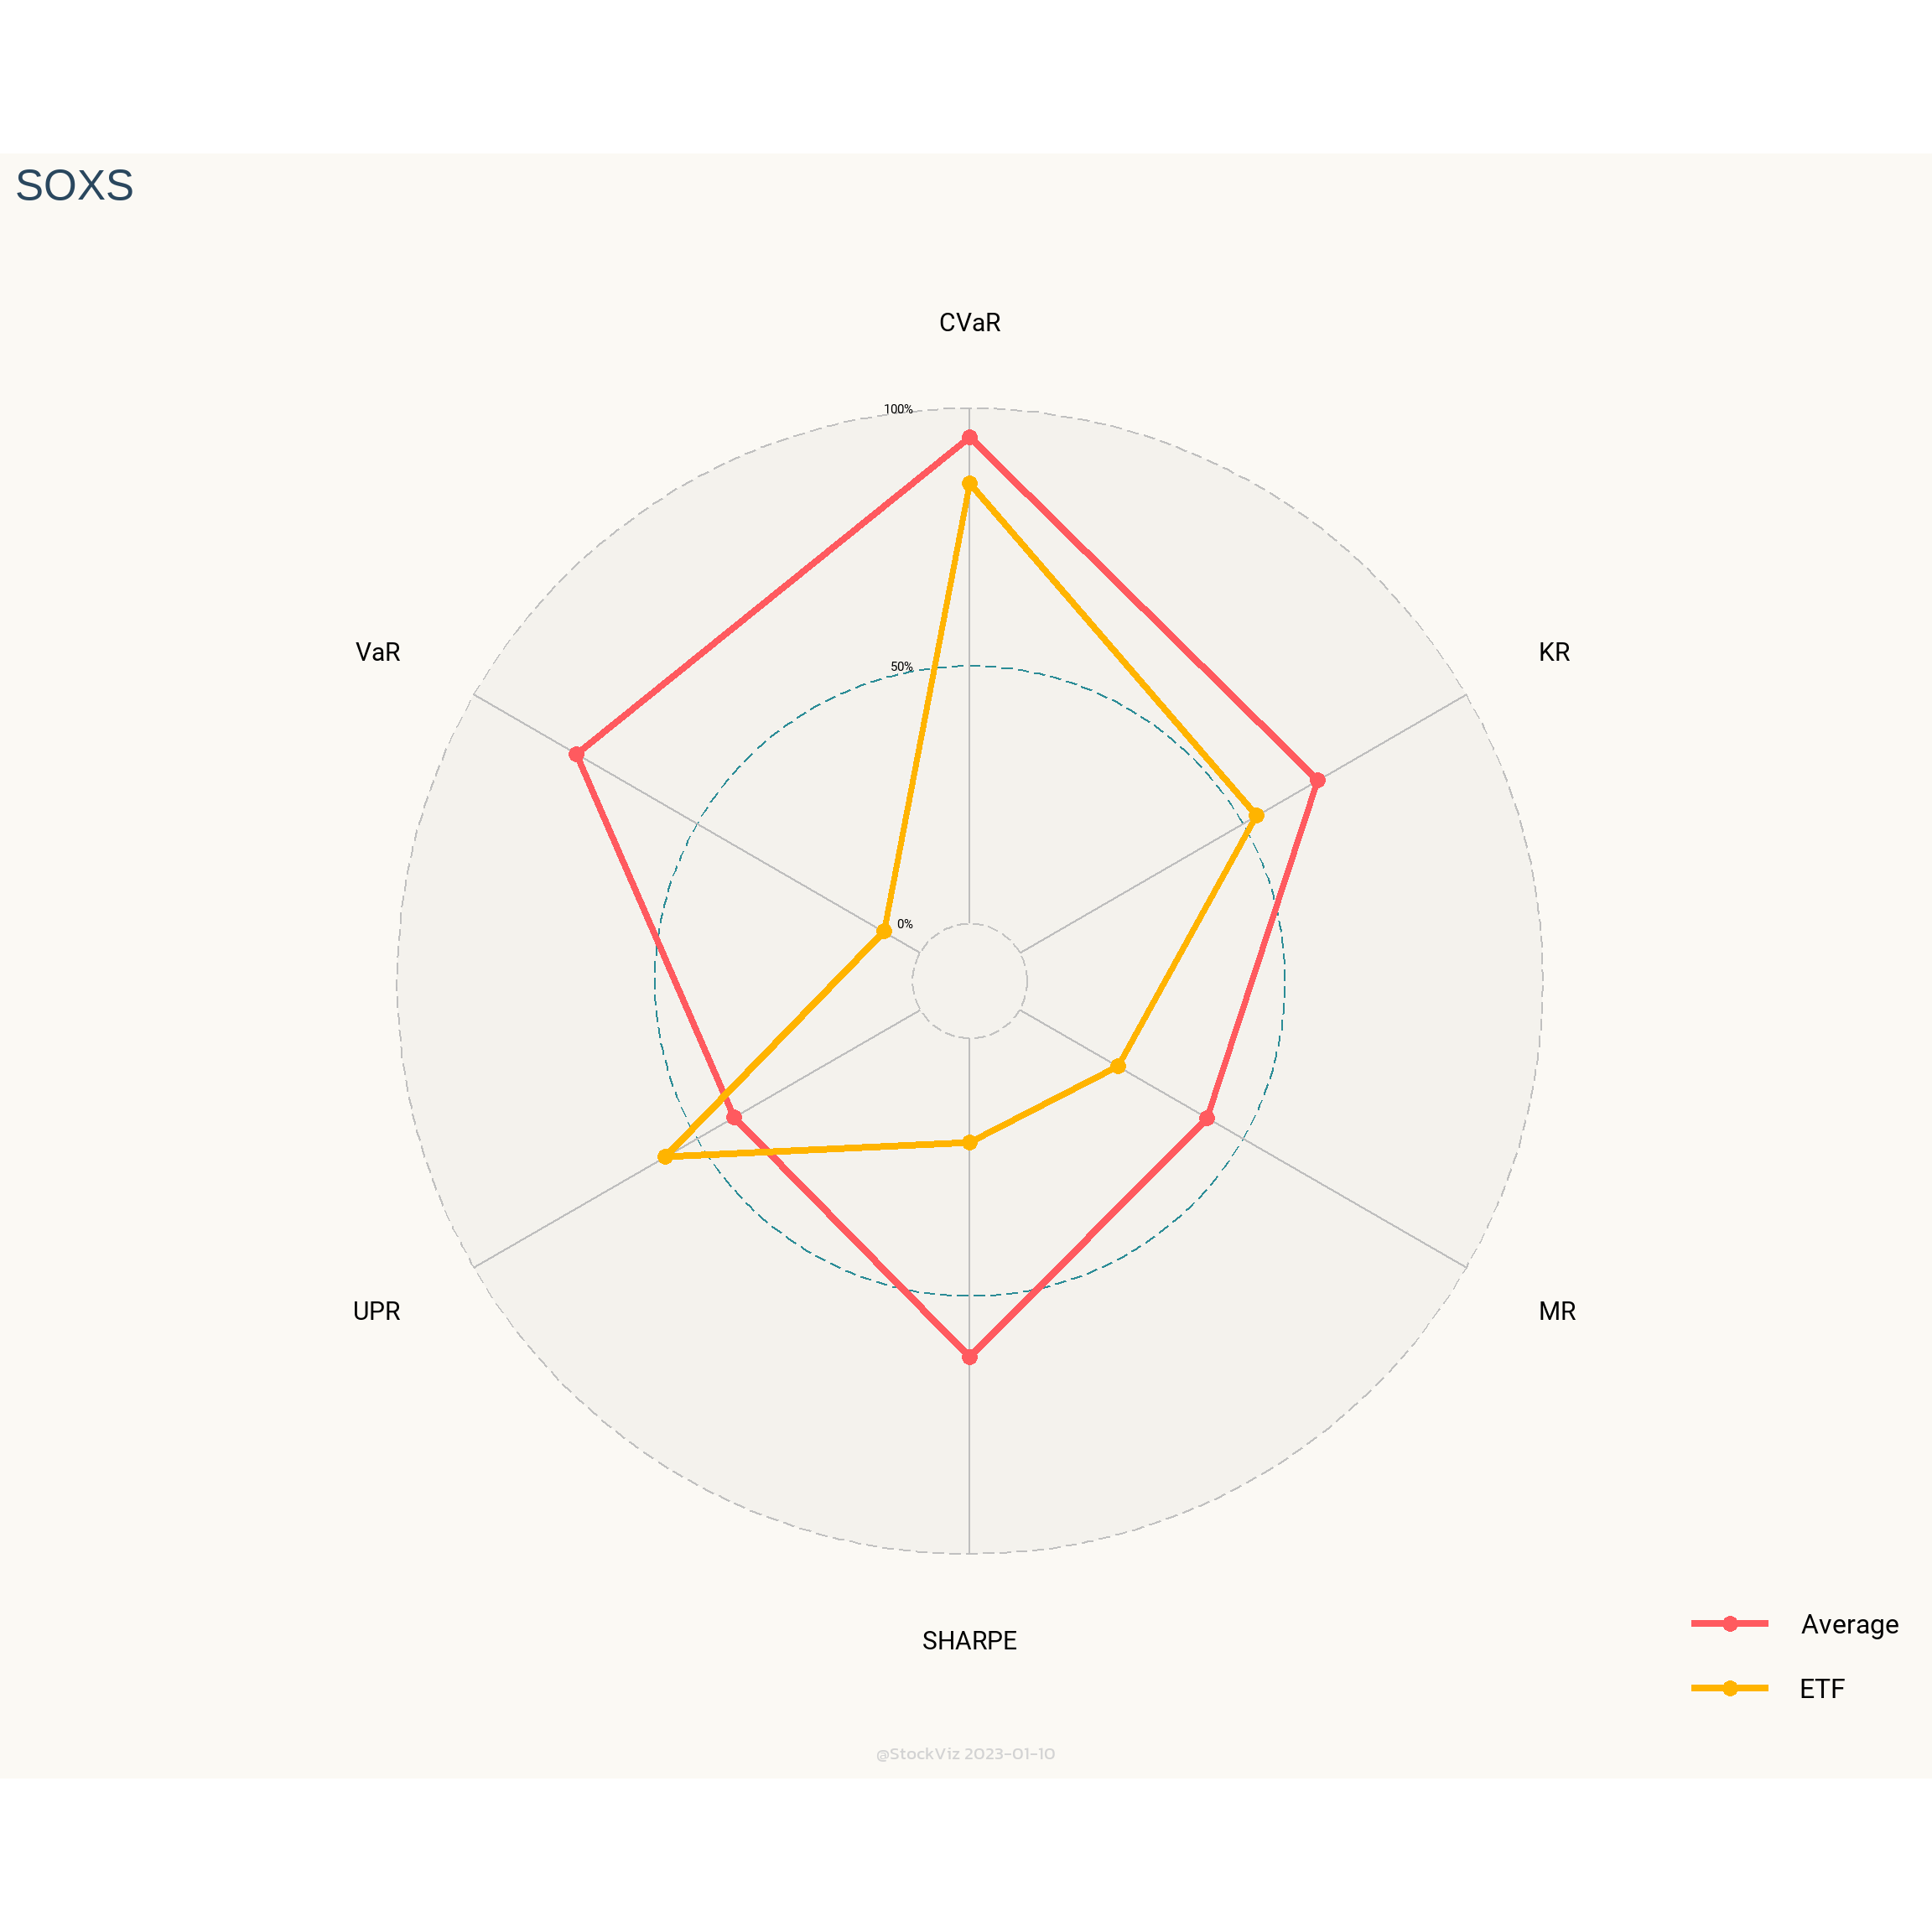 SOXS
CVaR
100%
KR
VaR
50%
0%
UPR
MR
SHARPE
Average
ETF
@StockViz 2023-01-10